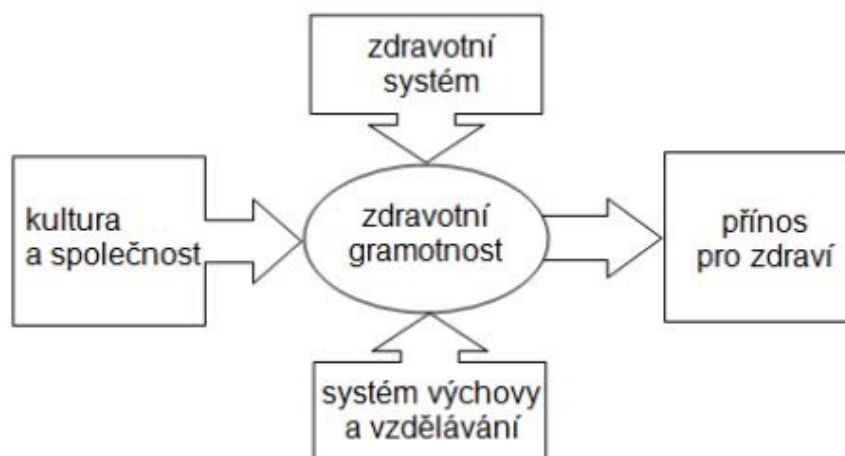 zdravotní
systém
kultura
a společnost
zdravotní
gramotnost
přínos
pro zdraví
systém výchovy
a vzdělávání